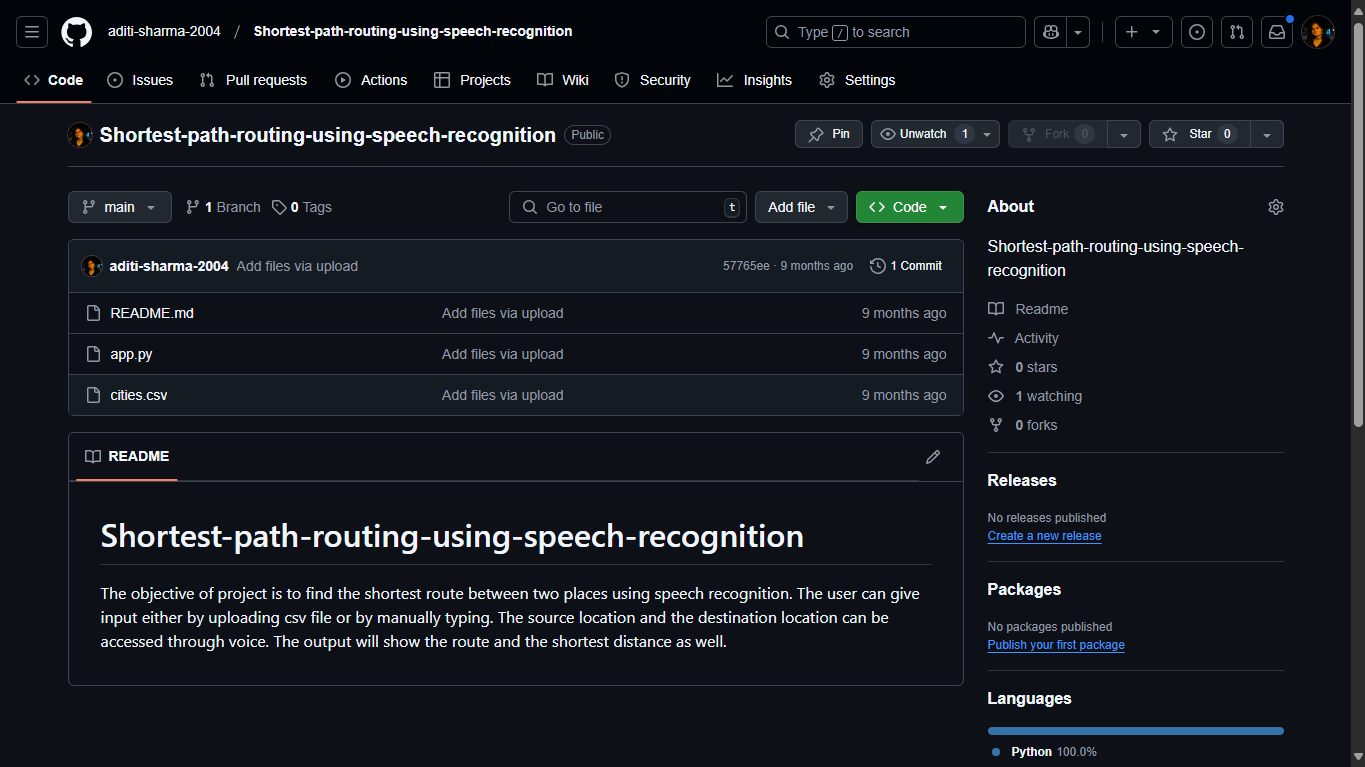 aditi-sharma-2004 / Shortest-path-routing-using-speech-recognition
Type / to search
Code Issues Pull requests Actions Projects Wiki Security Insights Settings
Shortest-path-routing-using-speech-recognition Public
Pin Unwatch 1 Fork 0 Star 0
main 1 Branch 0 Tags
Go to file t
Add file Code
aditi-sharma-2004 Add files via upload 57765ee · 9 months ago 1 Commit
README.md Add files via upload 9 months ago
app.py Add files via upload 9 months ago
cities.csv Add files via upload 9 months ago
README
Shortest-path-routing-using-speech-recognition
The objective of project is to find the shortest route between two places using speech recognition. The user can give
input either by uploading csv file or by manually typing. The source location and the destination location can be
accessed through voice. The output will show the route and the shortest distance as well.
About
Shortest-path-routing-using-speech-
recognition
Readme
Activity
0 stars
1 watching
0 forks
Releases
No releases published
Create a new release
Packages
No packages published
Publish your first package
Languages
Python 100.0%